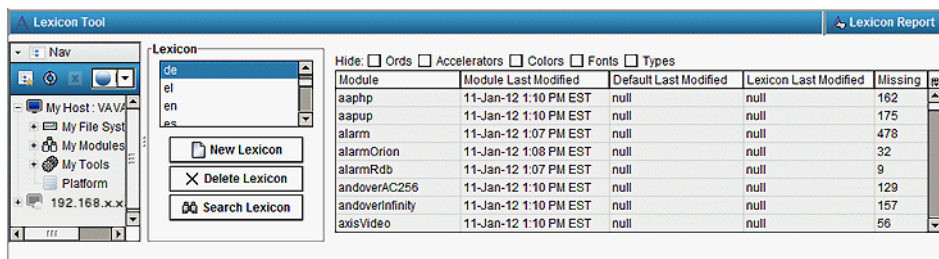 Lexicon Tool
Lexicon Report
Nav
My Host : VAVA
My File Syst
My Modules
My Tools
Platform
192.168.x.x
Lexicon
de
el
en
es
New Lexicon
Delete Lexicon
Search Lexicon
Hide: Ords Accelerators Colors Fonts Types
Module Module Last Modified Default Last Modified Lexicon Last Modified Missing
aaphp 11-Jan-12 1:10 PM EST null null 162
aapup 11-Jan-12 1:10 PM EST null null 175
alarm 11-Jan-12 1:07 PM EST null null 478
alarmOrion 11-Jan-12 1:08 PM EST null null 32
alarmRdb 11-Jan-12 1:07 PM EST null null 9
andoverAC256 11-Jan-12 1:10 PM EST null null 129
andoverInfinity 11-Jan-12 1:10 PM EST null null 157
axisVideo 11-Jan-12 1:10 PM EST null null 56